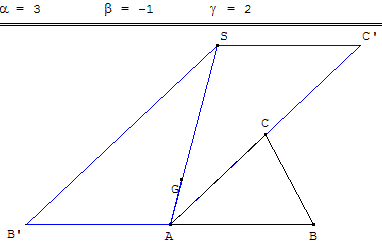 α = 3 β = -1 γ = 2
S C'
C
G
B' A B